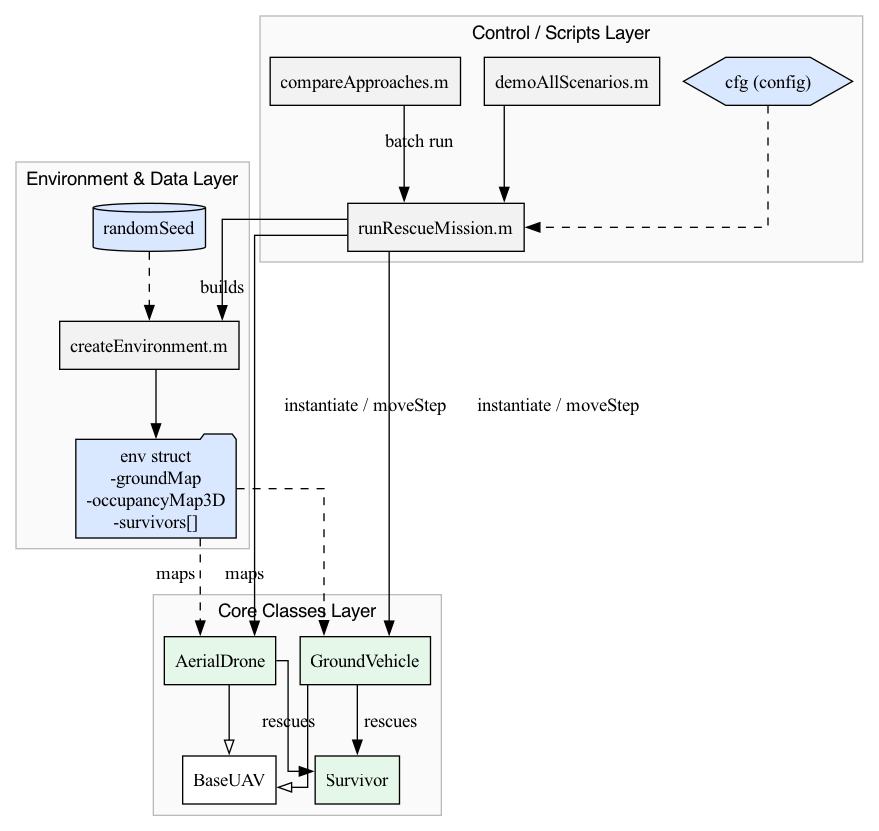 Control / Scripts Layer
compareApproaches.m
demoAllScenarios.m
cfg (config)
batch run
Environment & Data Layer
randomSeed
runRescueMission.m
builds
createEnvironment.m
instantiate / moveStep
instantiate / moveStep
env struct
-groundMap
-occupancyMap3D
-survivors[]
maps
maps
Core Classes Layer
AerialDrone
GroundVehicle
rescues
rescues
BaseUAV
Survivor